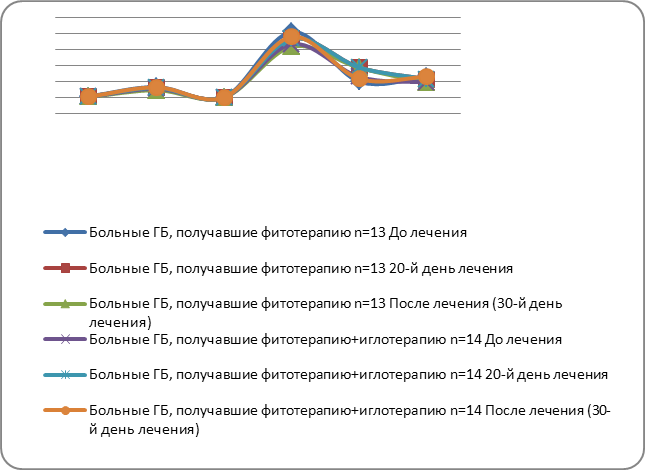 Больные ГБ, получавшие фитотерапию n=13 До лечения
Больные ГБ, получавшие фитотерапию n=13 20-й день лечения
Больные ГБ, получавшие фитотерапию n=13 После лечения (30-й день
лечения)
Больные ГБ, получавшие фитотерапию+иглотерапию n=14 До лечения
Больные ГБ, получавшие фитотерапию+иглотерапию n=14 20-й день лечения
Больные ГБ, получавшие фитотерапию+иглотерапию n=14 После лечения (30-
й день лечения)